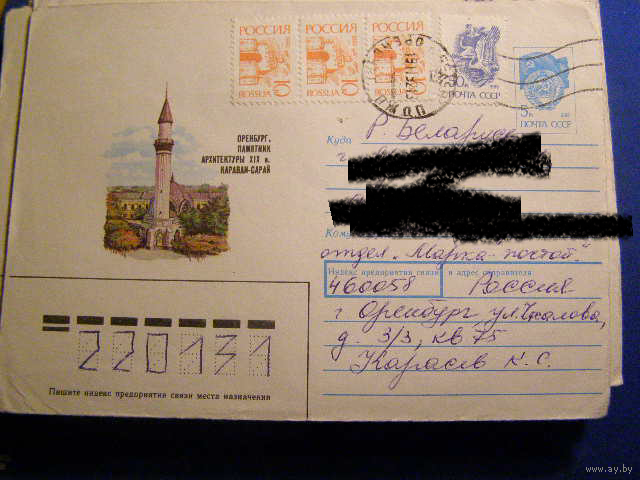 РОССИЯ РОССИЯ РОССИЯ
ROSSIJA ROSSIJA ROSSIJA
10 10 10
30к
ПОЧТА СССР
5к
ПОЧТА СССР
ОРЕНБУРГ,
ПАМЯТНИК
АРХИТЕКТУРЫ XIX в.
КАРАВАН-САРАЙ
Куда Р. Беларусь
г.
Кому
отдел „Марка-постой"
Индекс предприятия связи и адрес отправителя
460058 Россия
г Оренбург ул. Чкалова,
д. 3/3, кв 75
Карасев К. С.
220131
Пишите индекс предприятия связи места назначения
www.ay.by